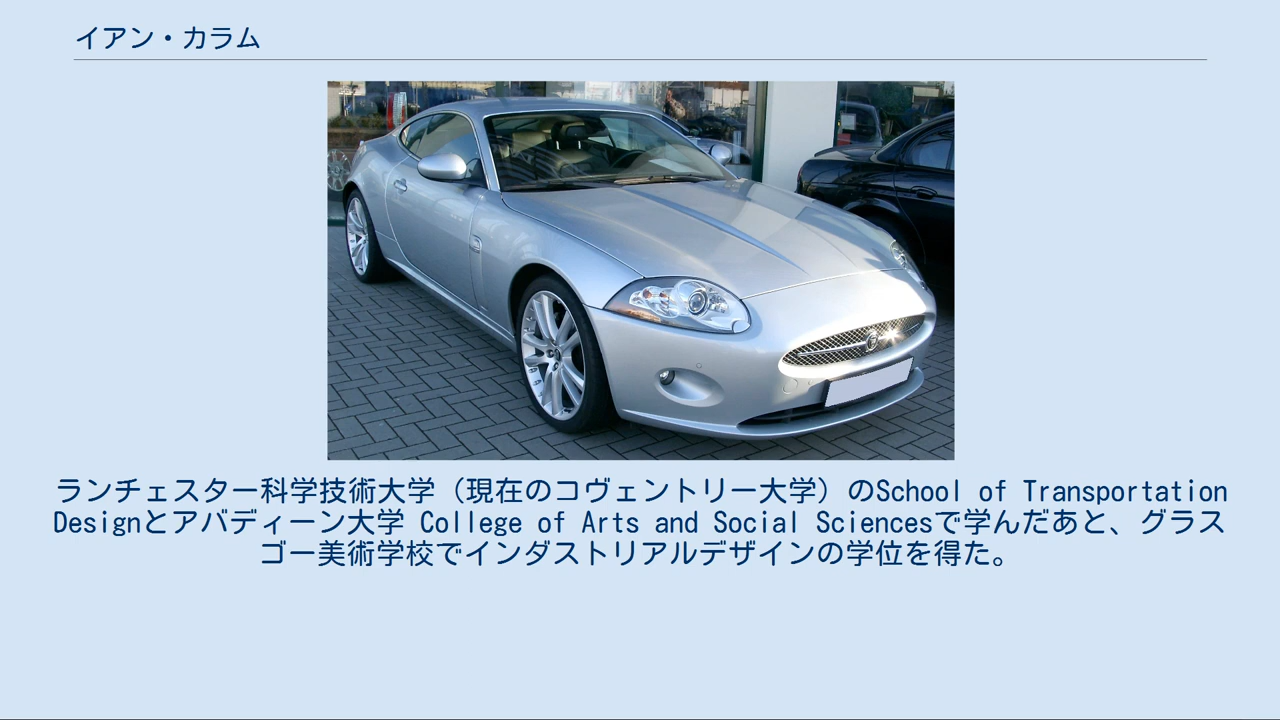 イアン・カラム
ランチェスター科学技術大学（現在のコヴェントリー大学）のSchool of Transportation
Designとアバディーン大学 College of Arts and Social Sciencesで学んだあと、グラス
ゴー美術学校でインダストリアルデザインの学位を得た。